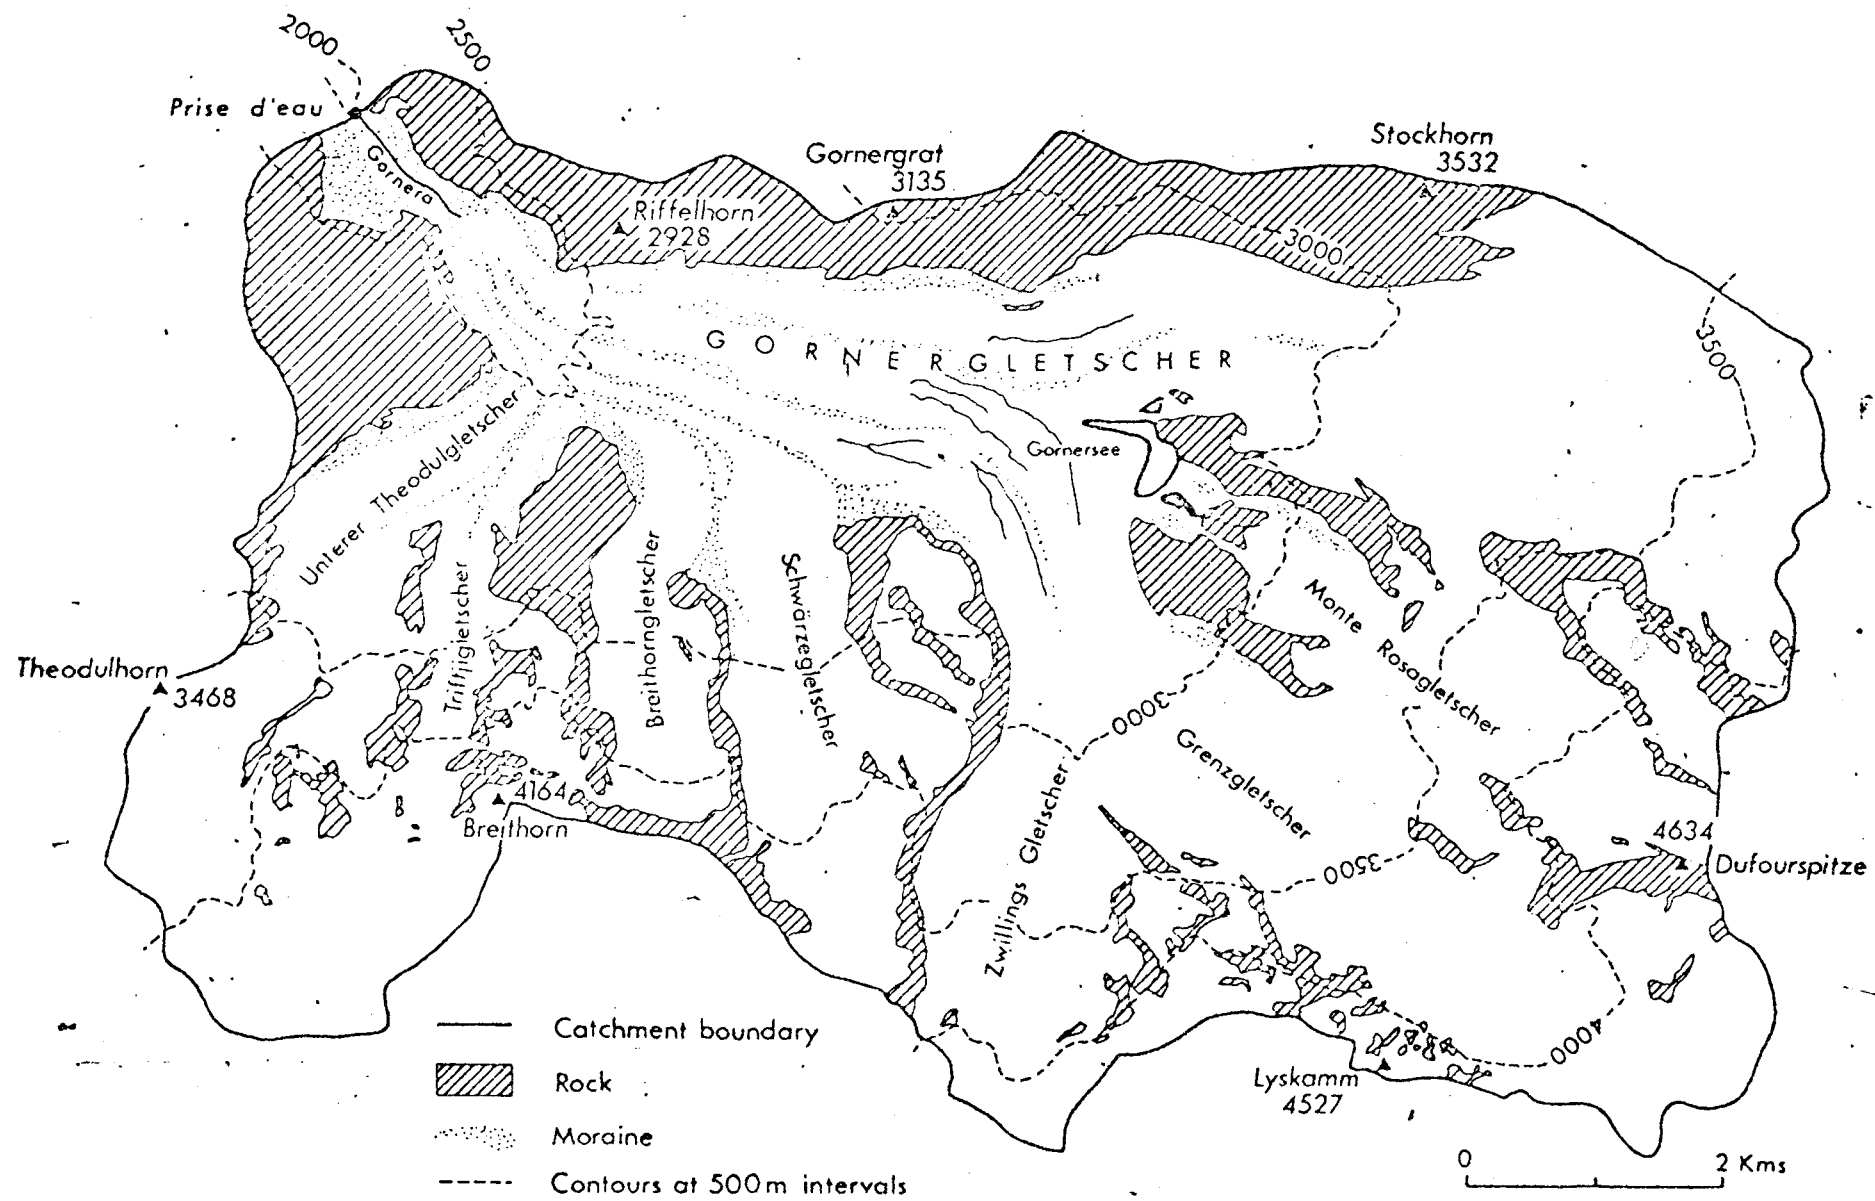 2000
2500
Prise d'eau
Gornera
Gornergrat
3135
Stockhorn
3532
Riffelhorn
2928
3000
3500
GORNERGLETSCHER
Gornersee
Unterer Theodulgletscher
Triftjigletscher
Breithorngletscher
Schwärzegletscher
Monte Rosagletscher
Theodulhorn
3468
3000
Grenzgletscher
Zwillings Gletscher
4164
Breithorn
4634
Dufourspitze
3500
4000
Lyskamm
4527
Catchment boundary
Rock
Moraine
Contours at 500m intervals
0 2 Kms